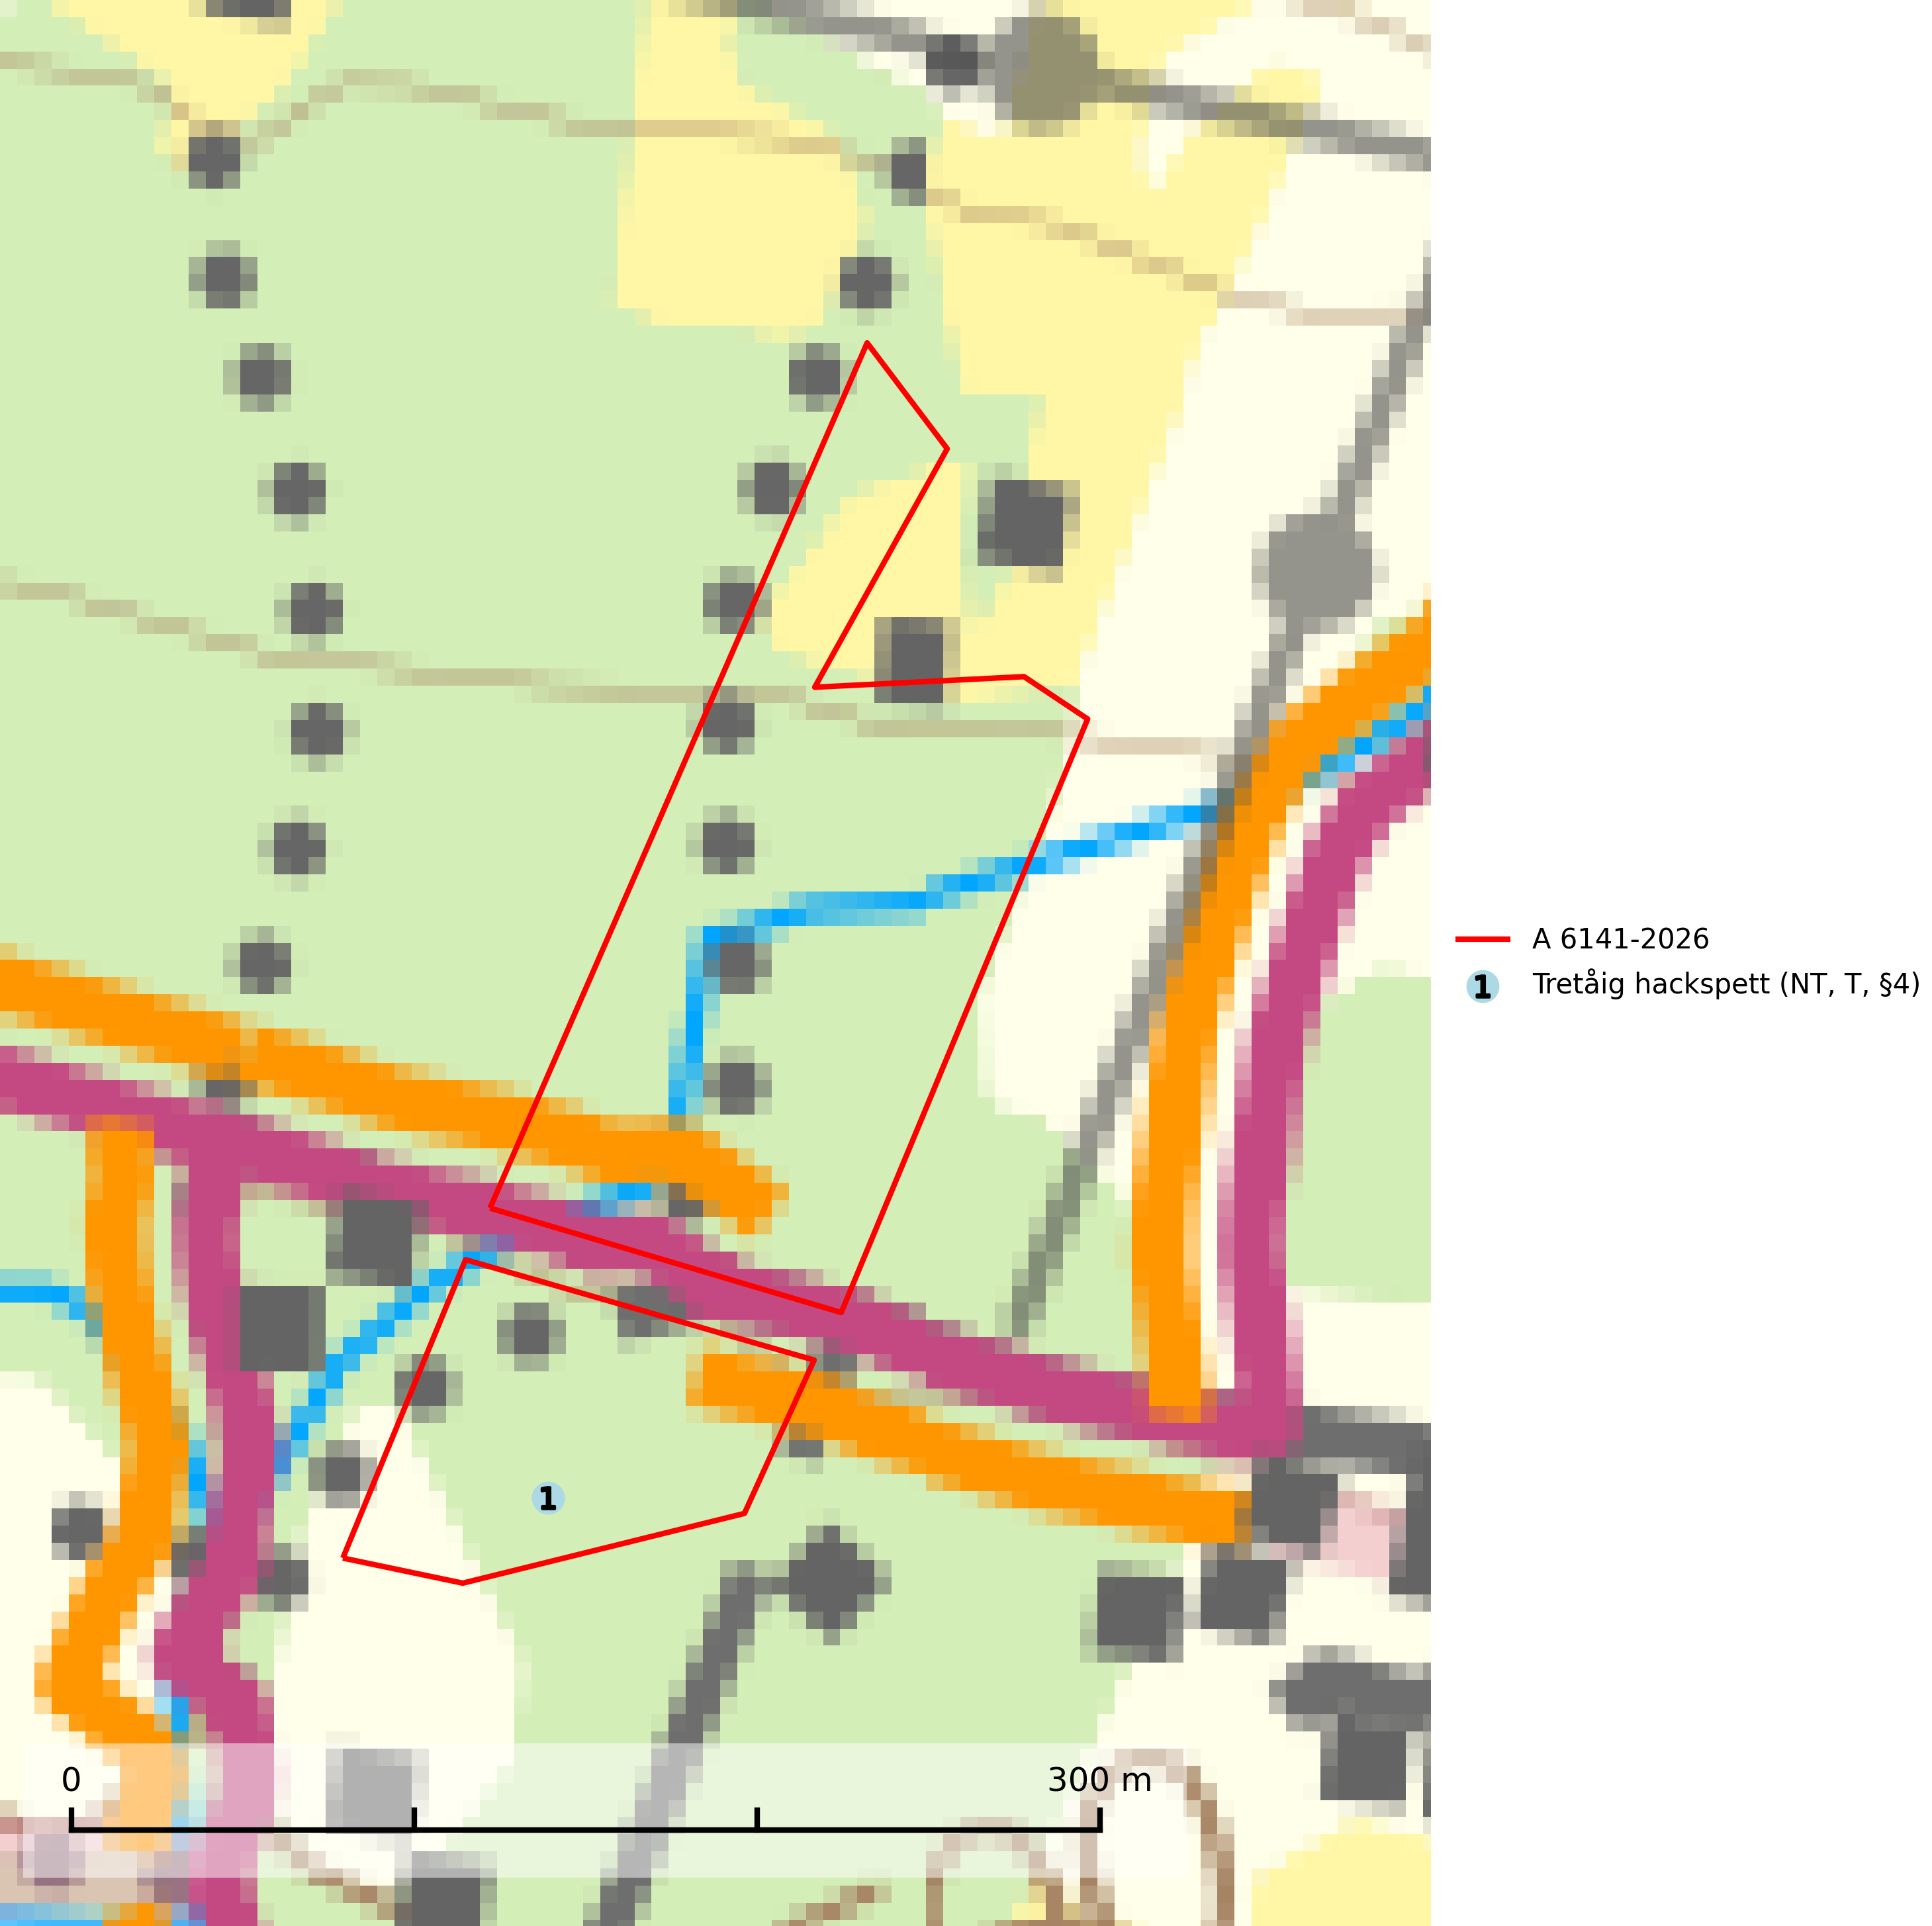 A 6141-2026
1 Tretåig hackspett (NT, T, §4)
1
0 300 m